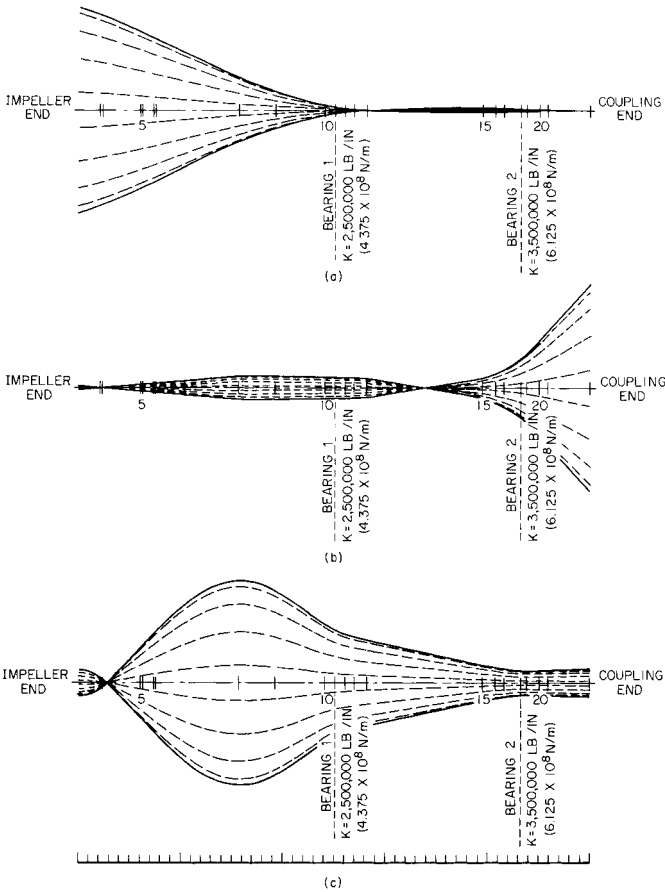 IMPELLER
END
5
10
15
20
COUPLING
END
BEARING 1
K = 2,500,000 LB / IN
(4.375 X 10⁸ N/m)
BEARING 2
K = 3,500,000 LB / IN
(6.125 X 10⁸ N/m)
(a)
IMPELLER
END
5
10
15
20
COUPLING
END
BEARING 1
K = 2,500,000 LB / IN
(4.375 X 10⁸ N/m)
BEARING 2
K = 3,500,000 LB / IN
(6.125 X 10⁸ N/m)
(b)
IMPELLER
END
5
10
15
20
COUPLING
END
BEARING 1
K = 2,500,000 LB / IN
(4.375 X 10⁸ N/m)
BEARING 2
K = 3,500,000 LB / IN
(6.125 X 10⁸ N/m)
(c)